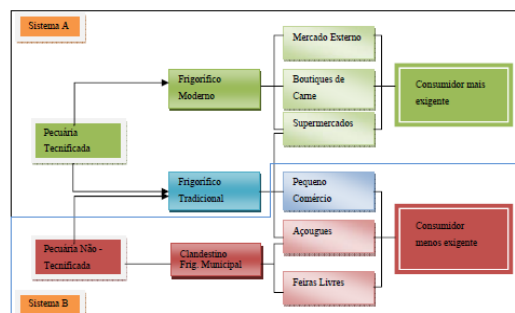 Sistema A
Mercado Externo
Frigorífico
Moderno
Boutiques de
Carne
Consumidor mais
exigente
Supermercados
Pecuária
Tecnificada
Frigorífico
Tradicional
Pequeno
Comércio
Pecuária Não -
Tecnificada
Clandestino
Frig. Municipal
Açougues
Consumidor
menos exigente
Feiras Livres
Sistema B